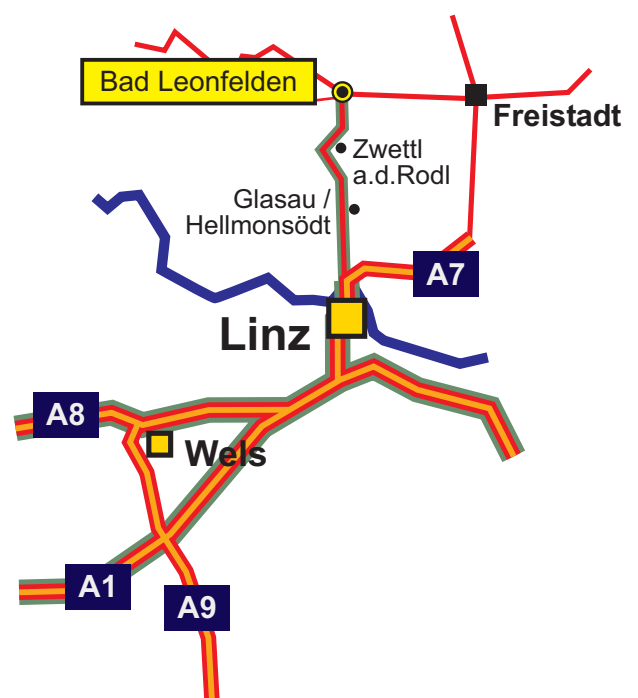 Bad Leonfelden
Freistadt
Zwettl
a.d.Rodl
Glasau /
Hellmonsödt
A7
Linz
A8
Wels
A1
A9